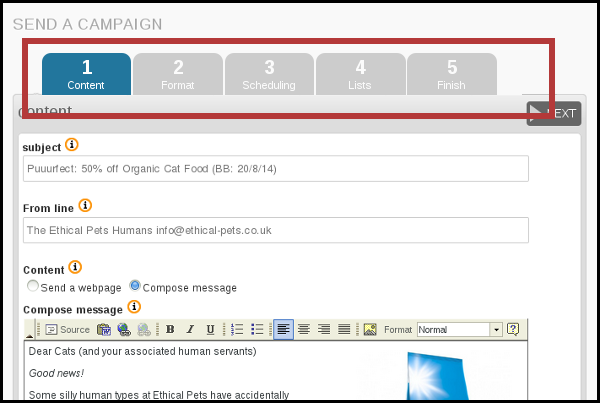 SEND A CAMPAIGN
1 2 3 4 5
Content Format Scheduling Lists Finish
Content
NEXT
subject
Puuurfect: 50% off Organic Cat Food (BB: 20/8/14)
From line
The Ethical Pets Humans info@ethical-pets.co.uk
Content
Send a webpage Compose message
Compose message
Source B I U Format Normal
Dear Cats (and your associated human servants)
Good news!
Some silly human types at Ethical Pets have accidentally